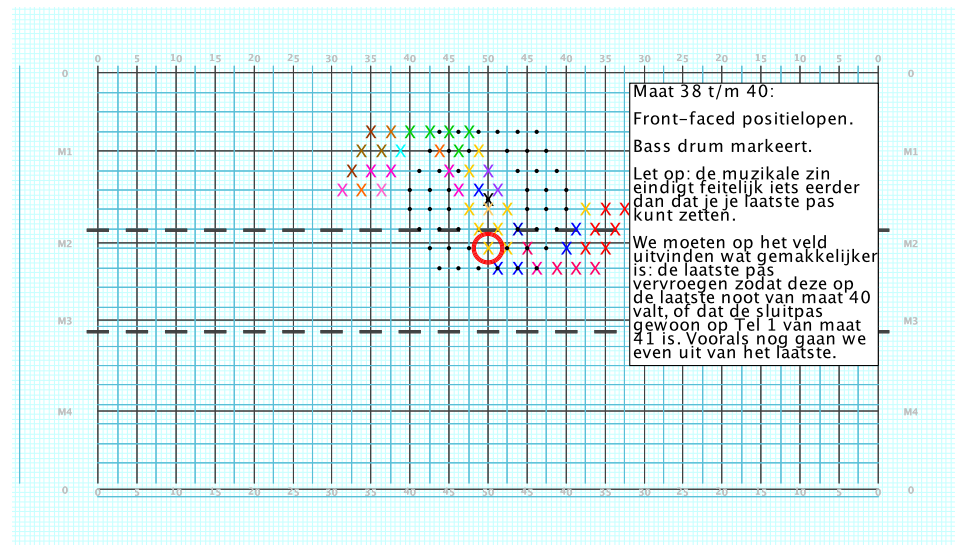 0 5 10 15 20 25 30 35 40 45 50 45 40 35 30 25 20 15 10 5 0
0 0
Maat 38 t/m 40:
Front-faced positielopen.
Bass drum markeert.
M1 M1
Let op: de muzikale zin
eindigt feitelijk iets eerder
dan dat je je laatste pas
kunt zetten.
We moeten op het veld
M2 M2
uitvinden wat gemakkelijker
is: de laatste pas
vervroegen zodat deze op
de laatste noot van maat 40
valt, of dat de sluitpas
gewoon op Tel 1 van maat
M3 M3
41 is. Voorals nog gaan we
even uit van het laatste.
M4 M4
0 0
0 5 10 15 20 25 30 35 40 45 50 45 40 35 30 25 20 15 10 5 0